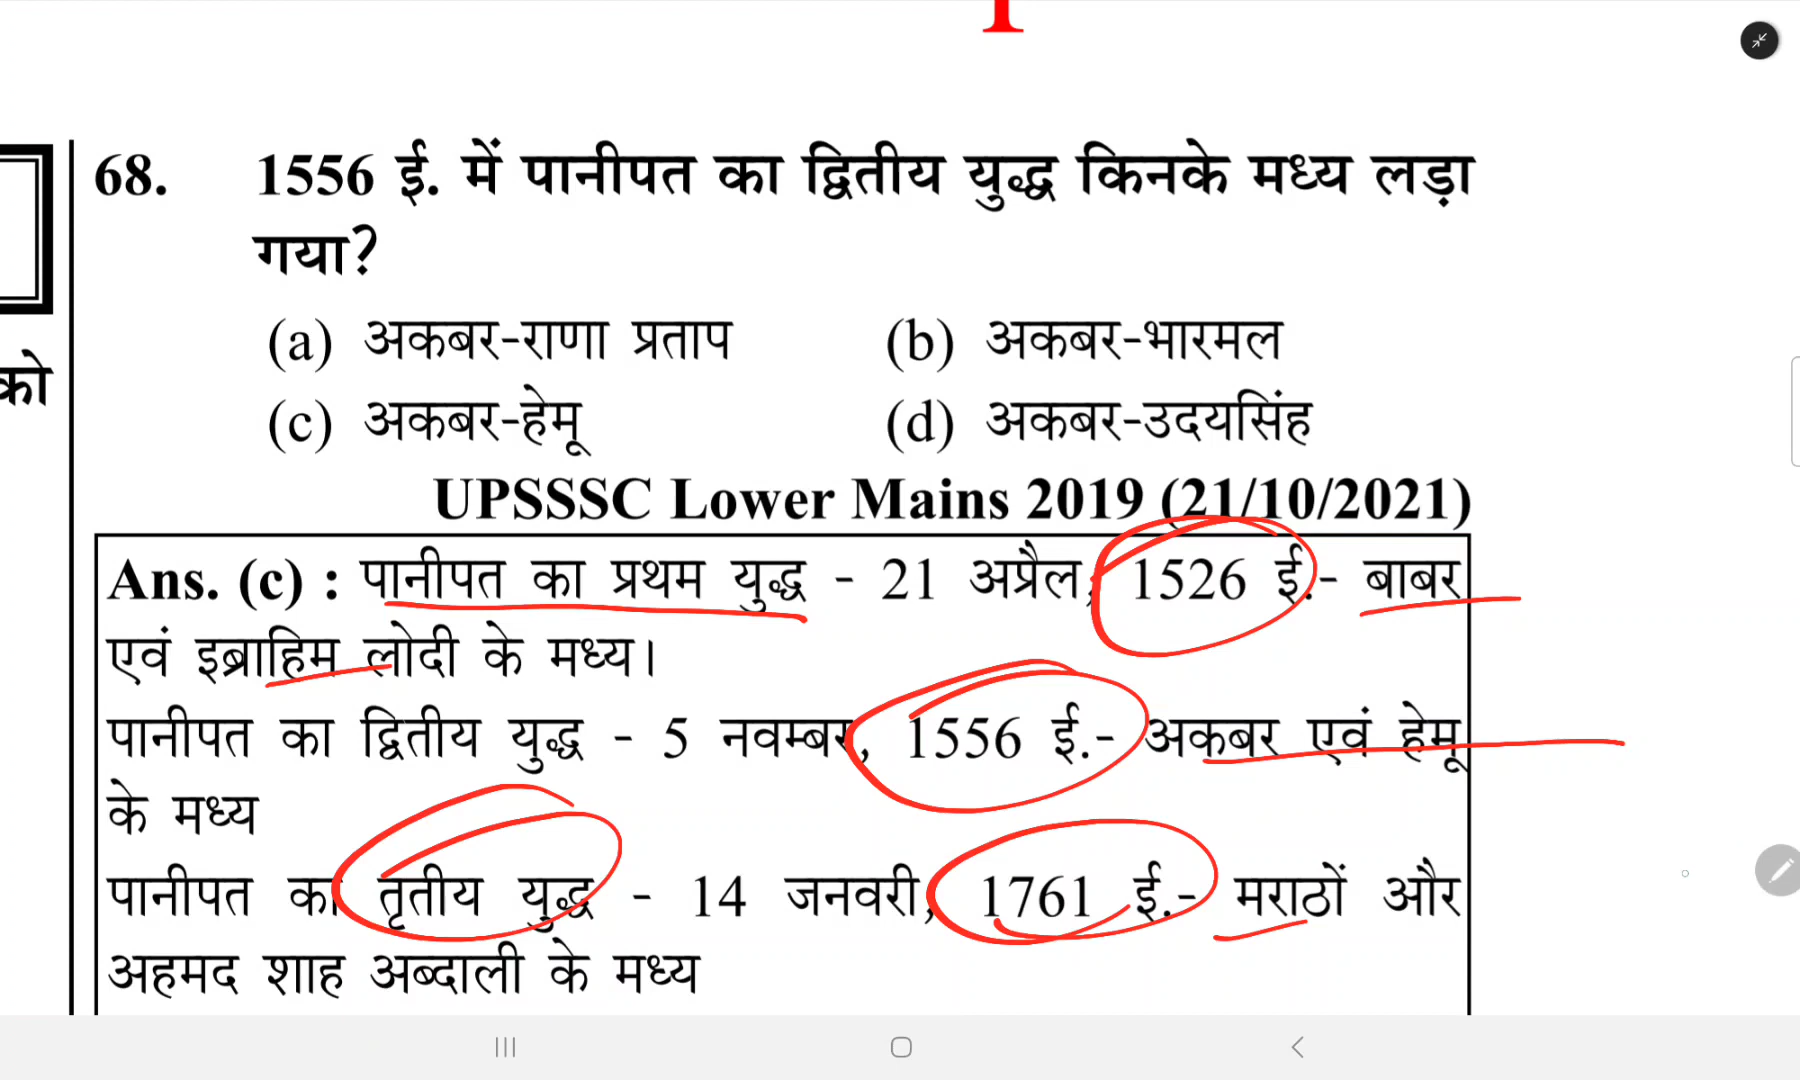 68. 1556 ई. में पानीपत का द्वितीय युद्ध किनके मध्य लड़ा
गया?
(a) अकबर-राणा प्रताप (b) अकबर-भारमल
(c) अकबर-हेमू (d) अकबर-उदयसिंह
को
UPSSSC Lower Mains 2019 (21/10/2021)
Ans. (c) : पानीपत का प्रथम युद्ध - 21 अप्रैल, 1526 ई.- बाबर
एवं इब्राहिम लोदी के मध्य।
पानीपत का द्वितीय युद्ध - 5 नवम्बर, 1556 ई.- अकबर एवं हेमू
के मध्य
पानीपत का तृतीय युद्ध - 14 जनवरी, 1761 ई.- मराठों और
अहमद शाह अब्दाली के मध्य